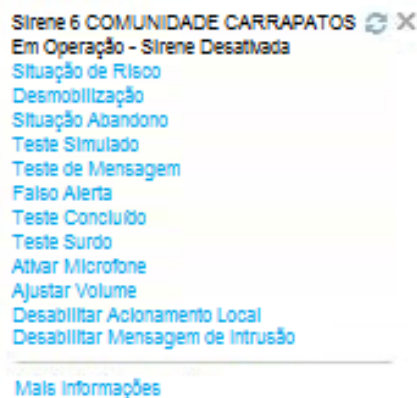 Sirene 6 COMUNIDADE CARRAPATOS
Em Operação - Sirene Desativada
Situação de Risco
Desmobilização
Situação Abandono
Teste Simulado
Teste de Mensagem
Falso Alerta
Teste Concluído
Teste Surdo
Ativar Microfone
Ajustar Volume
Desabilitar Acionamento Local
Desabilitar Mensagem de Intrusão
Mais Informações